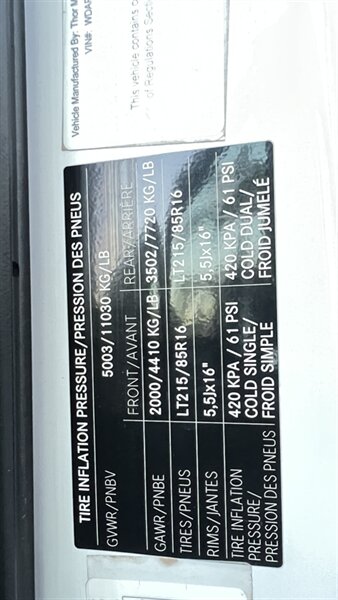 Vehicle Manufactured By: Thor M
VIN#: WDAP
This vehicle contains
of Regulations Sect
TIRE INFLATION PRESSURE/PRESSION DES PNEUS
GVWR/PNBV 5003/11030 KG/LB
FRONT/AVANT REAR/ARRIÈRE
GAWR/PNBE 2000/4410 KG/LB 3502/7720 KG/LB
TIRES/PNEUS LT215/85R16 LT215/85R16
RIMS/JANTES 5,5Jx16" 5,5Jx16"
TIRE INFLATION 420 KPA / 61 PSI 420 KPA / 61 PSI
PRESSURE/ COLD SINGLE/ COLD DUAL/
PRESSION DES PNEUS FROID SIMPLE FROID JUMELÉ